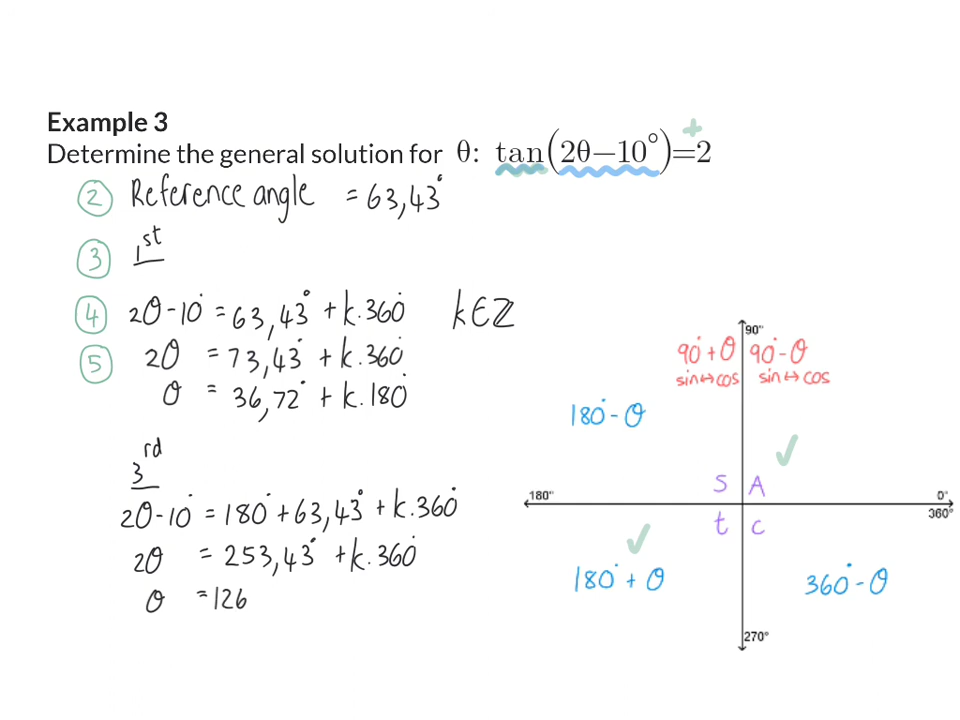 Example 3
Determine the general solution for θ: tan(2θ−10°)=2
+
② Reference angle = 63,43°
③ 1st
④ 2θ-10° = 63,43° + k.360° k∈Z
⑤ 2θ = 73,43° + k.360°
θ = 36,72° + k.180°
3rd
2θ-10° = 180° + 63,43° + k.360°
2θ = 253,43° + k.360°
θ = 126
90°
90° + θ 90° - θ
sin↔cos sin↔cos
180° - θ
✓
S A
180° 0°
360°
t C
✓
180° + θ 360° - θ
270°